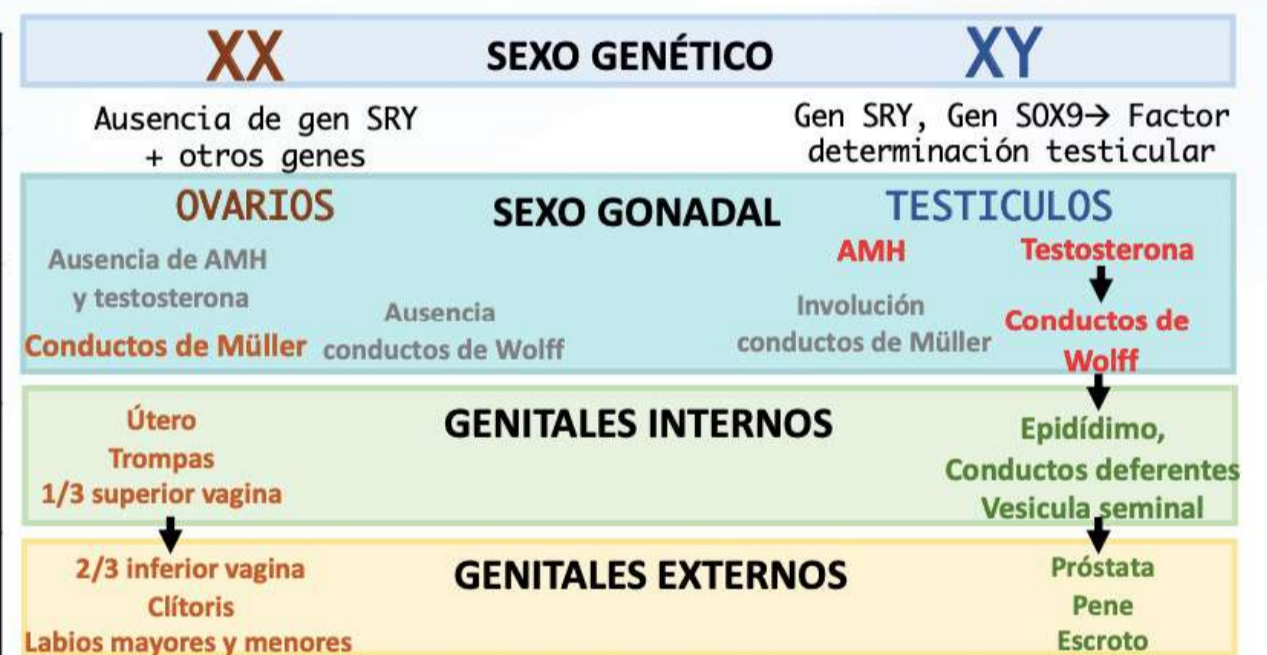 XX SEXO GENÉTICO XY
Ausencia de gen SRY
+ otros genes
Gen SRY, Gen SOX9→ Factor
determinación testicular
OVARIOS SEXO GONADAL TESTICULOS
Ausencia de AMH
y testosterona
Conductos de Müller
Ausencia
conductos de Wolff
AMH
Involución
conductos de Müller
Testosterona
Conductos de
Wolff
GENITALES INTERNOS
Útero
Trompas
1/3 superior vagina
Epidídimo,
Conductos deferentes
Vesicula seminal
GENITALES EXTERNOS
2/3 inferior vagina
Clítoris
Labios mayores y menores
Próstata
Pene
Escroto